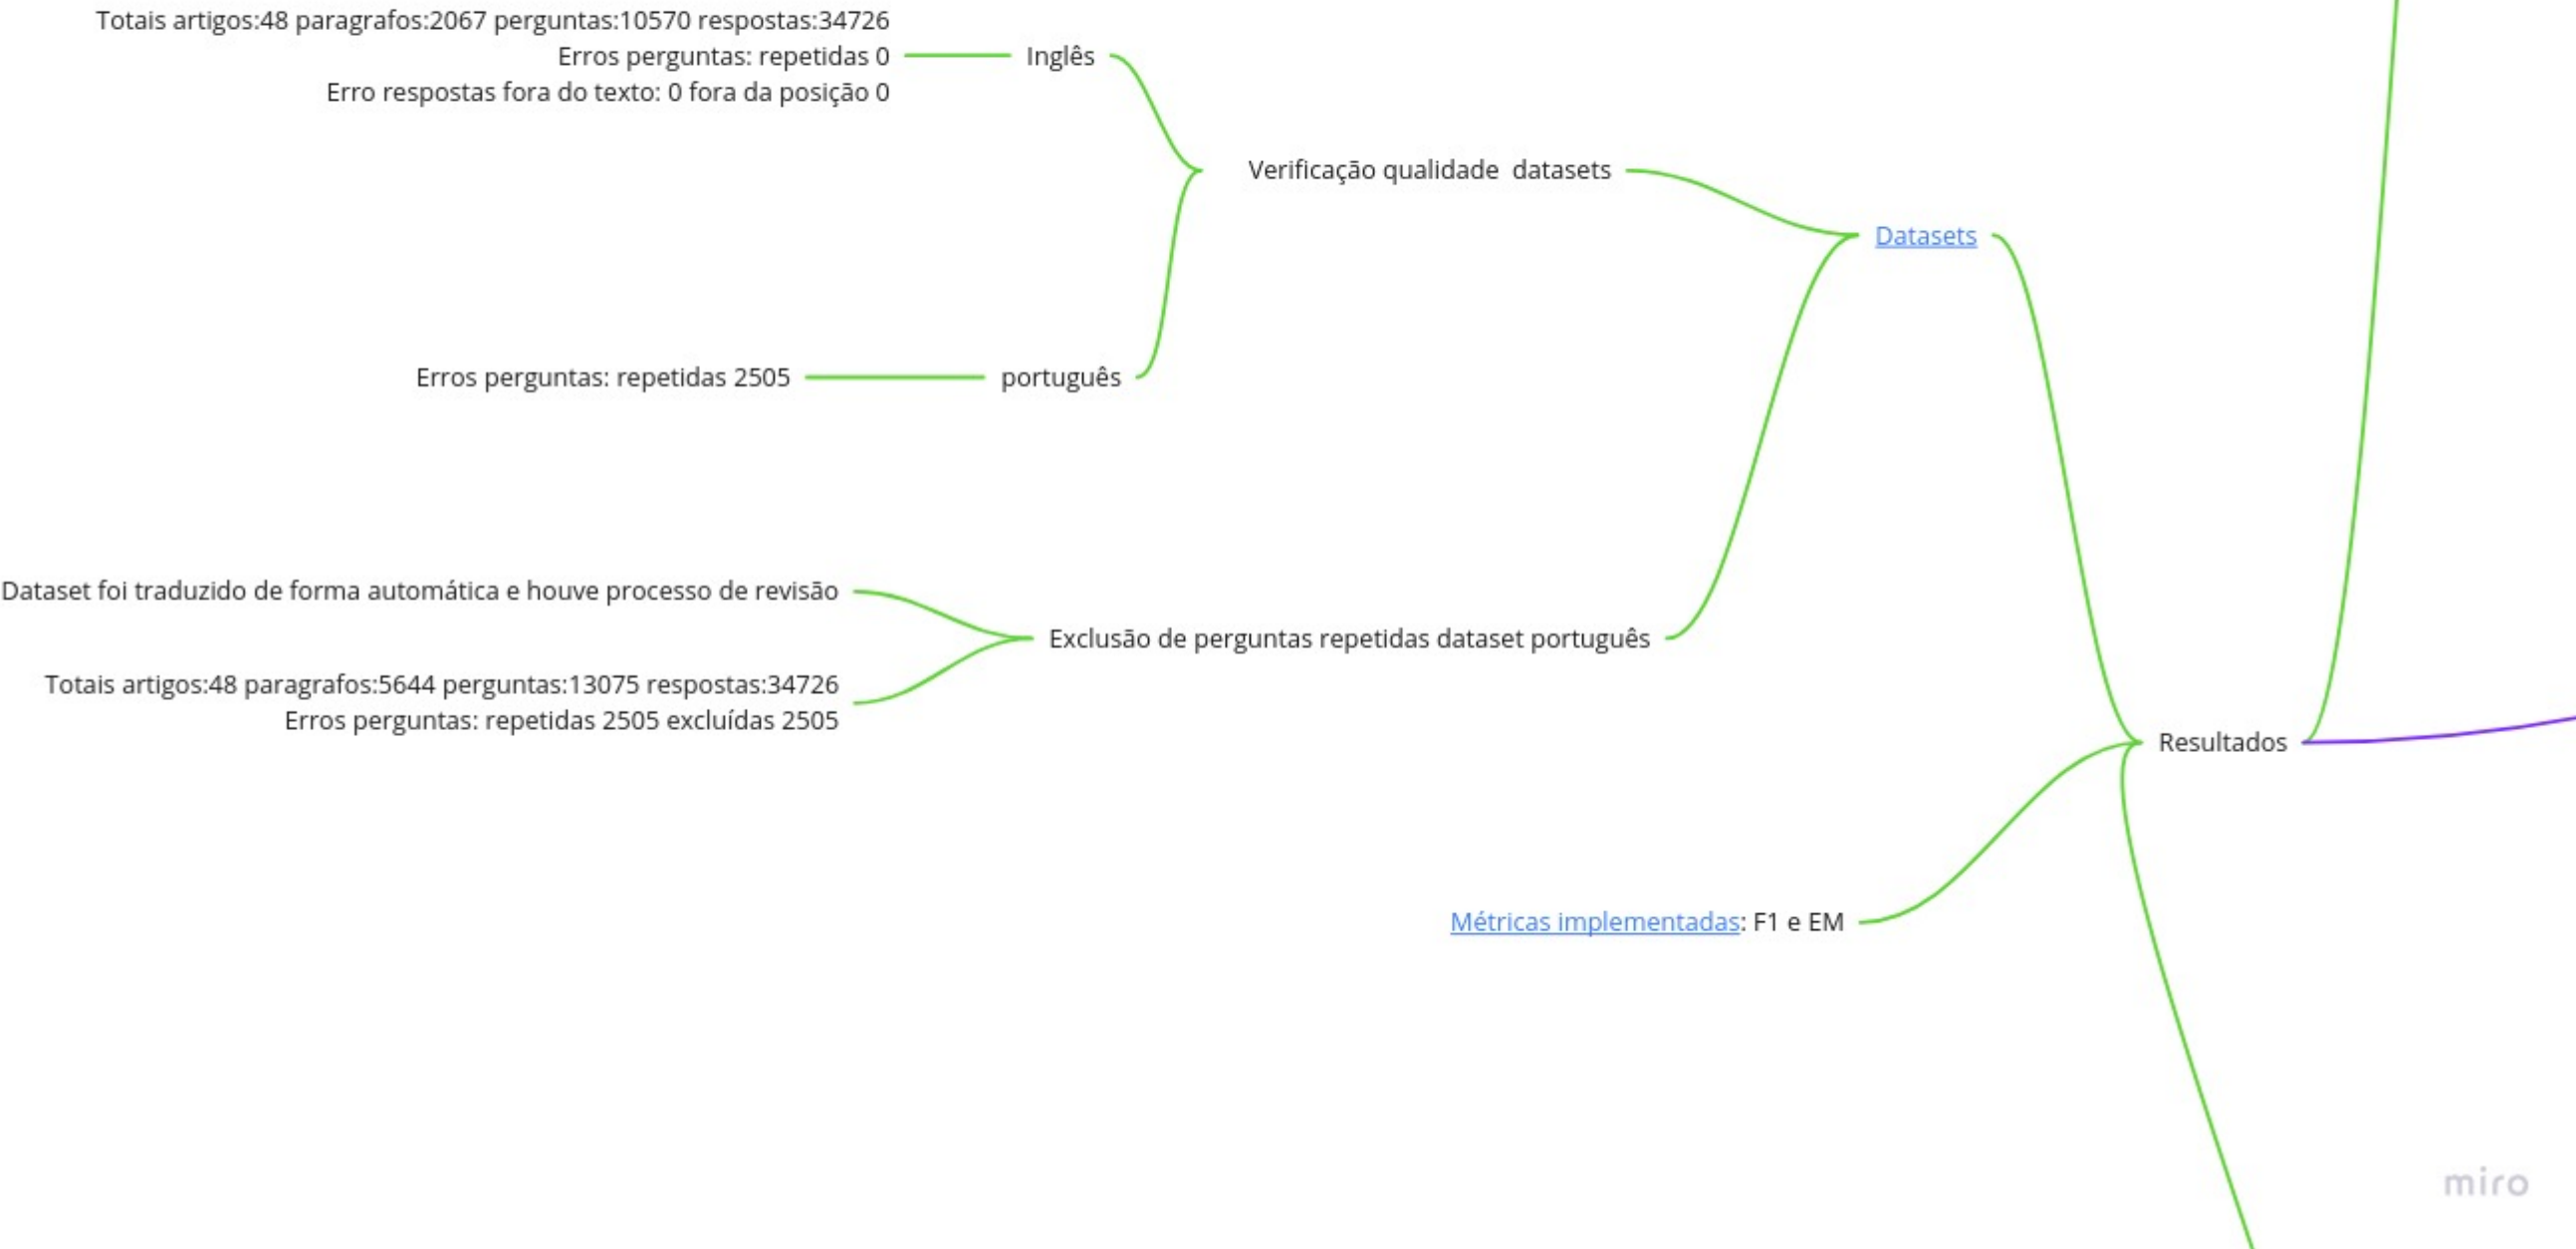 Totais artigos:48 paragrafos:2067 perguntas:10570 respostas:34726
Erros perguntas: repetidas 0
Erro respostas fora do texto: 0 fora da posição 0
Inglês
Verificação qualidade  datasets
Datasets
Erros perguntas: repetidas 2505
português
Dataset foi traduzido de forma automática e houve processo de revisão
Exclusão de perguntas repetidas dataset português
Totais artigos:48 paragrafos:5644 perguntas:13075 respostas:34726
Erros perguntas: repetidas 2505 excluídas 2505
Resultados
Métricas implementadas: F1 e EM
miro